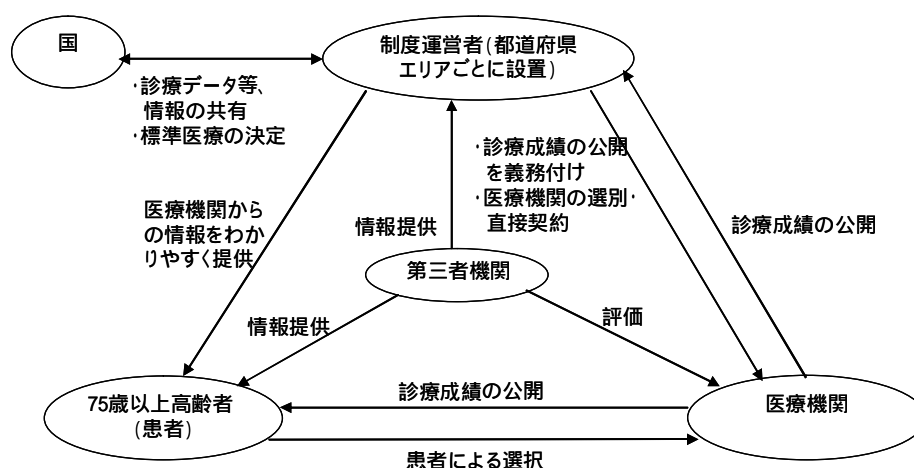 国
制度運営者(都道府県
エリアごとに設置)
・診療データ等、
情報の共有
・標準医療の決定
・診療成績の公開
を義務付け
・医療機関の選別・
直接契約
医療機関から
の情報をわか
りやすく提供
情報提供
診療成績の公開
第三者機関
情報提供
評価
75歳以上高齢者
(患者)
診療成績の公開
医療機関
患者による選択